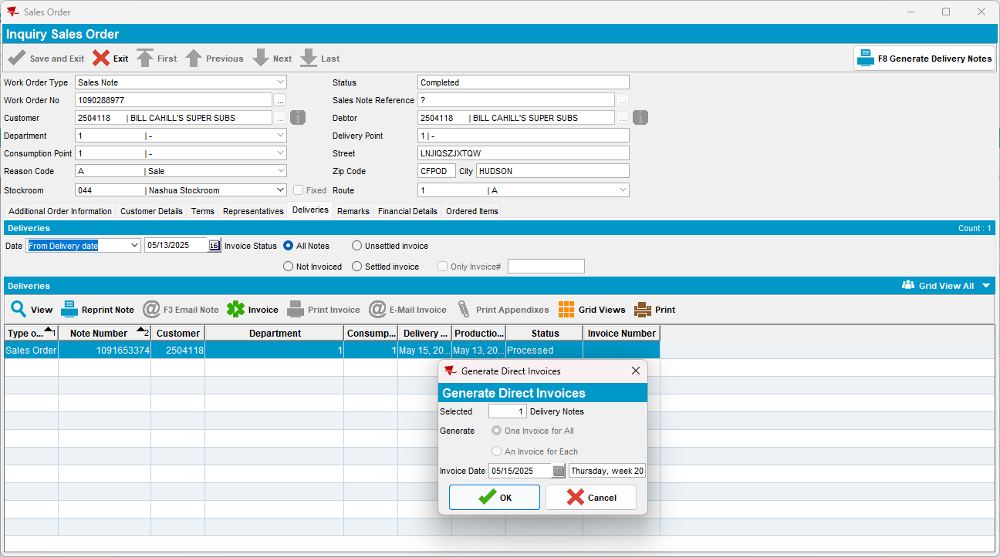 Sales Order
Inquiry Sales Order
Save and Exit Exit First Previous Next Last F8 Generate Delivery Notes
Work Order Type Sales Note Status Completed
Work Order No 1090288977 ... Sales Note Reference ? ...
Customer 2504118 | BILL CAHILL'S SUPER SUBS ... i Debtor 2504118 | BILL CAHILL'S SUPER SUBS ... i
Department 1 | - Delivery Point 1 | -
Consumption Point 1 | - Street LNJIQSZJXTQW
Reason Code A | Sale Zip Code CFPOD City HUDSON
Stockroom 044 | Nashua Stockroom Fixed Route 1 | A
Additional Order Information Customer Details Terms Representatives Deliveries Remarks Financial Details Ordered Items
Deliveries Count : 1
Date From Delivery date 05/13/2025 16 Invoice Status All Notes Unsettled invoice
Not Invoiced Settled invoice Only Invoice#
Deliveries Grid View All
View Reprint Note @ F3 Email Note Invoice Print Invoice @ E-Mail Invoice Print Appendixes Grid Views Print
Type o... 1 Note Number 2 Customer Department Consump... Delivery ... Productio... Status Invoice Number
Sales Order 1091653374 2504118 1 1 May 15, 20... May 13, 20... Processed
Generate Direct Invoices
Generate Direct Invoices
Selected 1 Delivery Notes
Generate One Invoice for All
An Invoice for Each
Invoice Date 05/15/2025 16 Thursday, week 20
OK Cancel